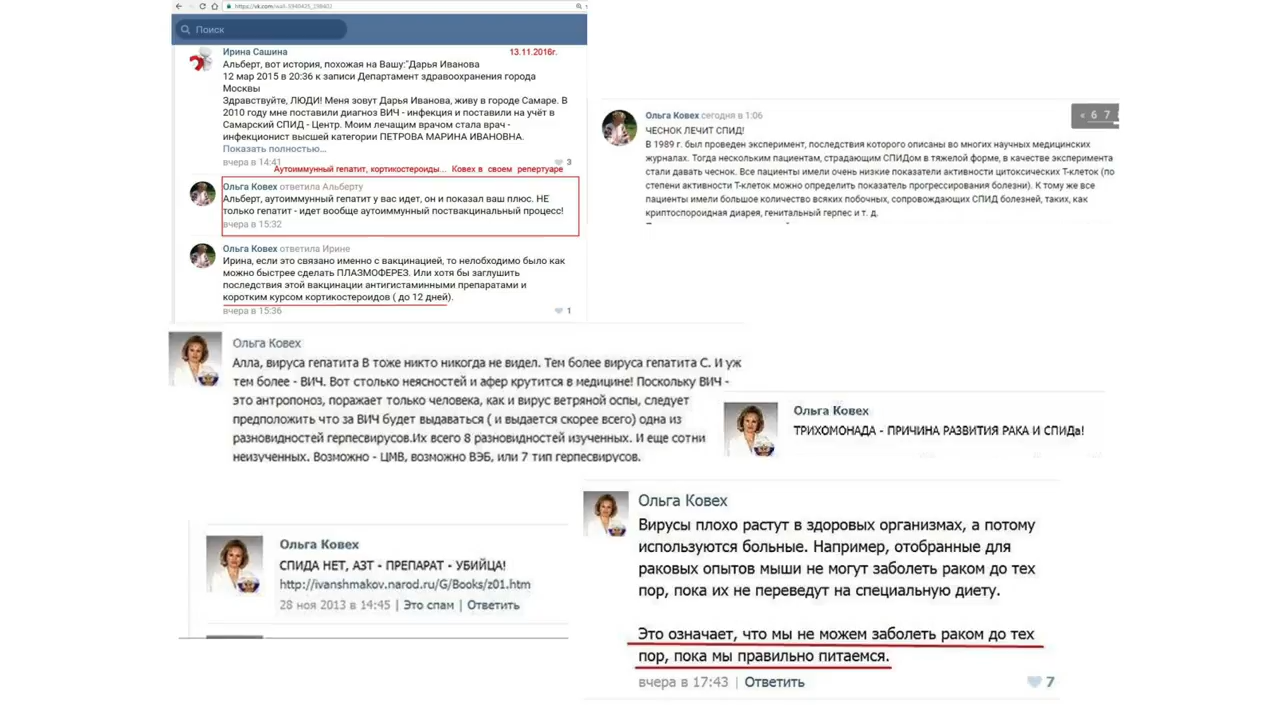 https://vk.com/wall-5940425_298402
Поиск
Ирина Сашина
13.11.2016г.
Альберт, вот история, похожая на Вашу:"Дарья Иванова
12 мар 2015 в 20:36 к записи Департамент здравоохранения города
Москвы
Здравствуйте, ЛЮДИ! Меня зовут Дарья Иванова, живу в городе Самаре. В
2010 году мне поставили диагноз ВИЧ - инфекция и поставили на учёт в
Самарский СПИД - Центр. Моим лечащим врачом стала врач -
инфекционист высшей категории ПЕТРОВА МАРИНА ИВАНОВНА.
Показать полностью...
вчера в 14:41
3
Аутоиммунный гепатит, кортикостероиды... Ковех в своем репертуаре
Ольга Ковех ответила Альберту
Альберт, аутоиммунный гепатит у вас идет, он и показал ваш плюс. НЕ
только гепатит - идет вообще аутоиммунный поствакцинальный процесс!
вчера в 15:32
Ольга Ковех ответила Ирине
Ирина, если это связано именно с вакцинацией, то нелобходимо было как
можно быстрее сделать ПЛАЗМОФЕРЕЗ. Или хотя бы заглушить
последствия этой вакцинации антигистаминными препаратами и
коротким курсом кортикостероидов ( до 12 дней).
вчера в 15:36
1
Ольга Ковех сегодня в 1:06
« 6 7
ЧЕСНОК ЛЕЧИТ СПИД!
В 1989 г. был проведен эксперимент, последствия которого описаны во многих научных медицинских
журналах. Тогда нескольким пациентам, страдающим СПИДом в тяжелой форме, в качестве эксперимента
стали давать чеснок. Все пациенты имели очень низкие показатели активности цитоксических Т-клеток (по
степени активности Т-клеток можно определить показатель прогрессирования болезни). К тому же все
пациенты имели большое количество всяких побочных, сопровождающих СПИД болезней, таких, как
криптоспороидная диарея, генитальный герпес и т. д.
Ольга Ковех
Алла, вируса гепатита В тоже никто никогда не видел. Тем более вируса гепатита С. И уж
тем более - ВИЧ. Вот столько неясностей и афер крутится в медицине! Поскольку ВИЧ -
это антропоноз, поражает только человека, как и вирус ветряной оспы, следует
предположить что за ВИЧ будет выдаваться ( и выдается скорее всего) одна из
разновидностей герпесвирусов.Их всего 8 разновидностей изученных. И еще сотни
неизученных. Возможно - ЦМВ, возможно ВЭБ, или 7 тип герпесвирусов.
Ольга Ковех
ТРИХОМОНАДА - ПРИЧИНА РАЗВИТИЯ РАКА И СПИДа!
Ольга Ковех
СПИДА НЕТ, АЗТ - ПРЕПАРАТ - УБИЙЦА!
http://ivanshmakov.narod.ru/G/Books/z01.htm
28 ноя 2013 в 14:45 | Это спам | Ответить
Ольга Ковех
Вирусы плохо растут в здоровых организмах, а потому
используются больные. Например, отобранные для
раковых опытов мыши не могут заболеть раком до тех
пор, пока их не переведут на специальную диету.
Это означает, что мы не можем заболеть раком до тех
пор, пока мы правильно питаемся.
вчера в 17:43 | Ответить
7